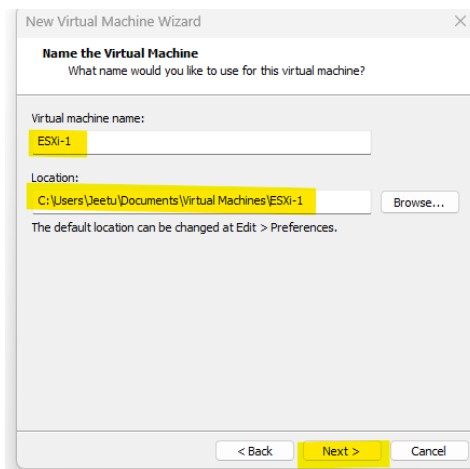 New Virtual Machine Wizard
Name the Virtual Machine
What name would you like to use for this virtual machine?
Virtual machine name:
ESXi-1
Location:
C:\Users\Jeetu\Documents\Virtual Machines\ESXi-1
Browse...
The default location can be changed at Edit > Preferences.
< Back Next > Cancel